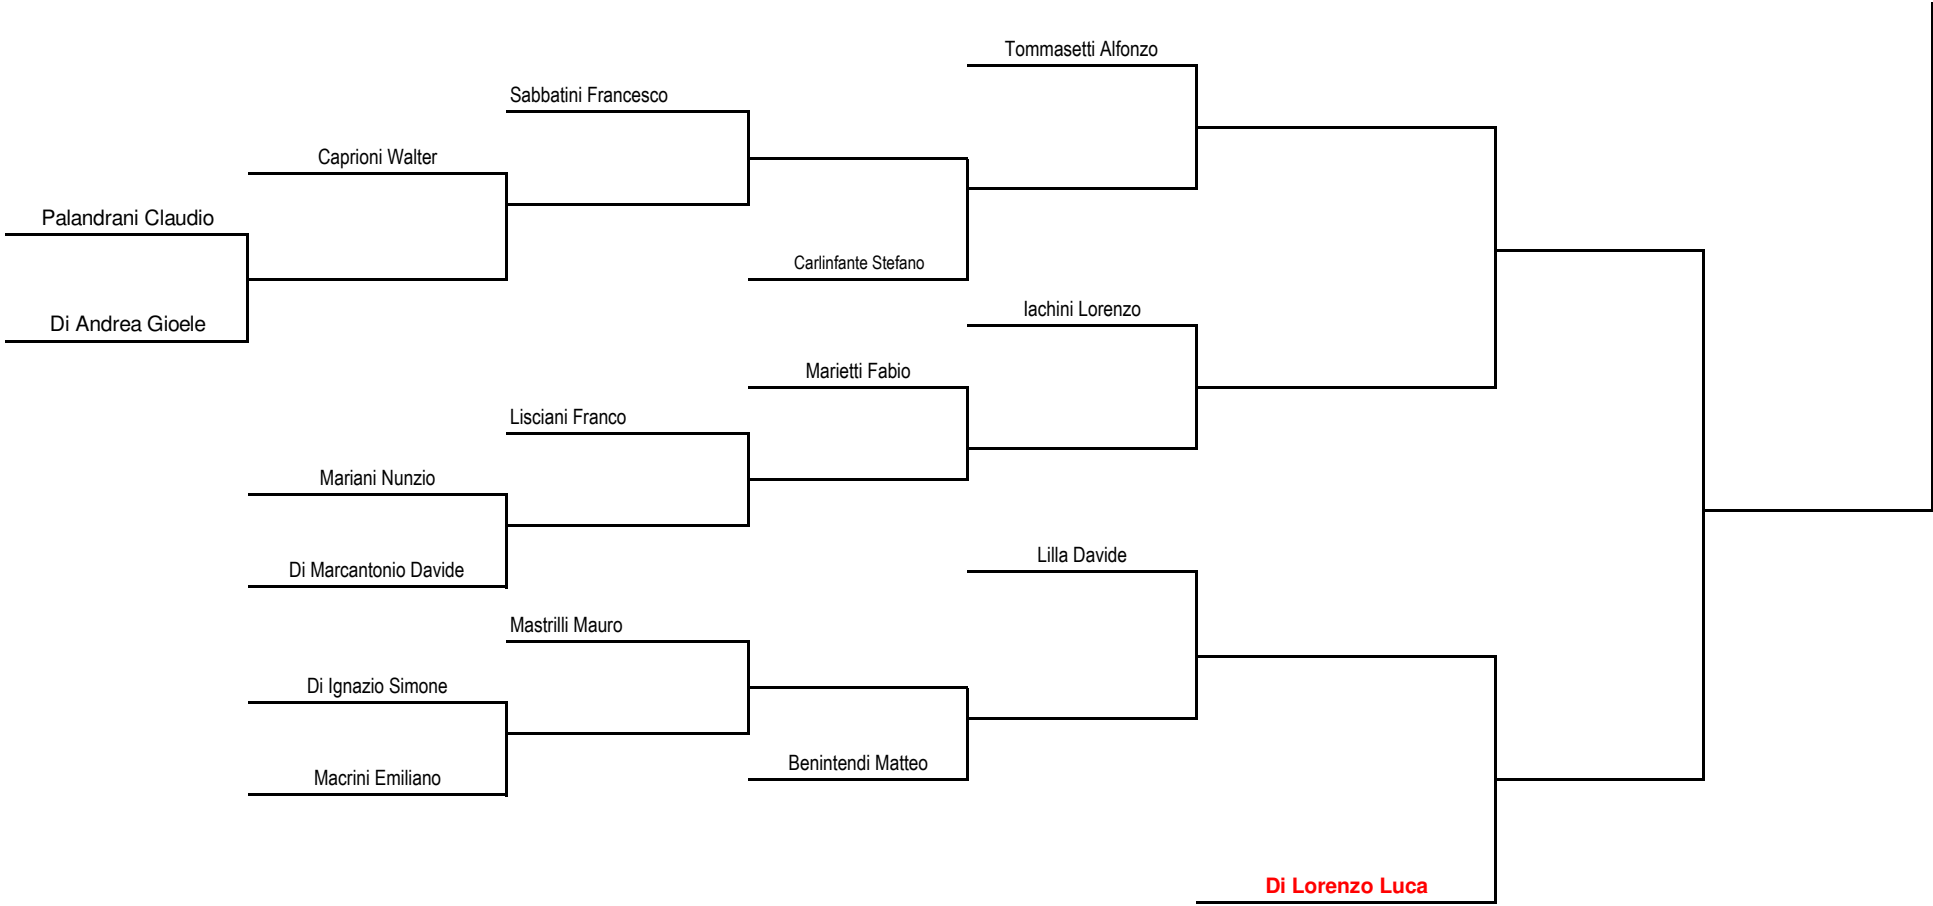 Tommasetti Alfonzo
Sabbatini Francesco
Caprioni Walter
Palandrani Claudio
Carlinfante Stefano
Iachini Lorenzo
Di Andrea Gioele
Marietti Fabio
Lisciani Franco
Mariani Nunzio
Lilla Davide
Di Marcantonio Davide
Mastrilli Mauro
Di Ignazio Simone
Benintendi Matteo
Macrini Emiliano
Di Lorenzo Luca